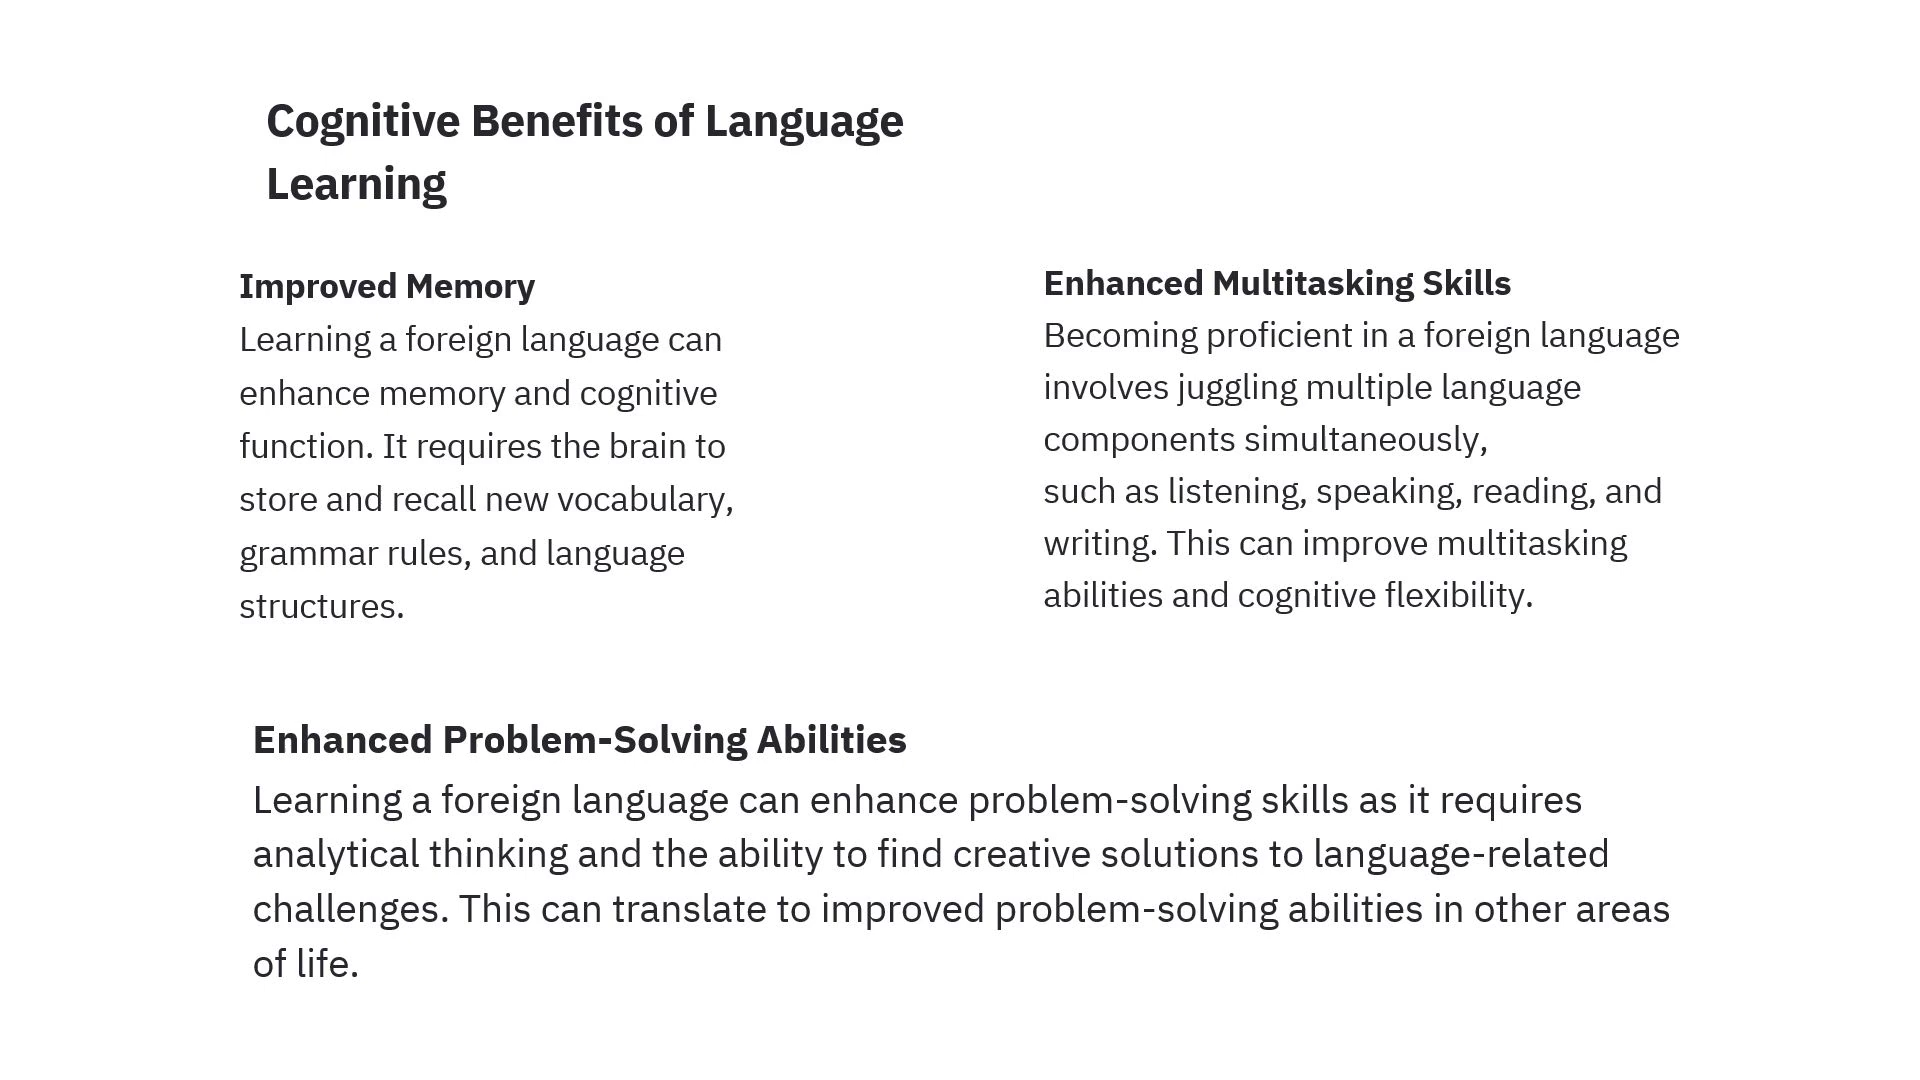 Cognitive Benefits of Language
Learning
Improved Memory
Learning a foreign language can
enhance memory and cognitive
function. It requires the brain to
store and recall new vocabulary,
grammar rules, and language
structures.
Enhanced Multitasking Skills
Becoming proficient in a foreign language
involves juggling multiple language
components simultaneously,
such as listening, speaking, reading, and
writing. This can improve multitasking
abilities and cognitive flexibility.
Enhanced Problem-Solving Abilities
Learning a foreign language can enhance problem-solving skills as it requires
analytical thinking and the ability to find creative solutions to language-related
challenges. This can translate to improved problem-solving abilities in other areas
of life.